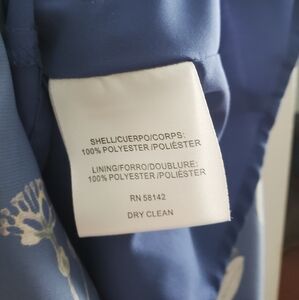 SHELL/CUERPO/CORPS:
100% POLYESTER/POLIÉSTER
LINING/FORRO/DOUBLURE:
100% POLYESTER/POLIÉSTER
RN 58142
DRY CLEAN